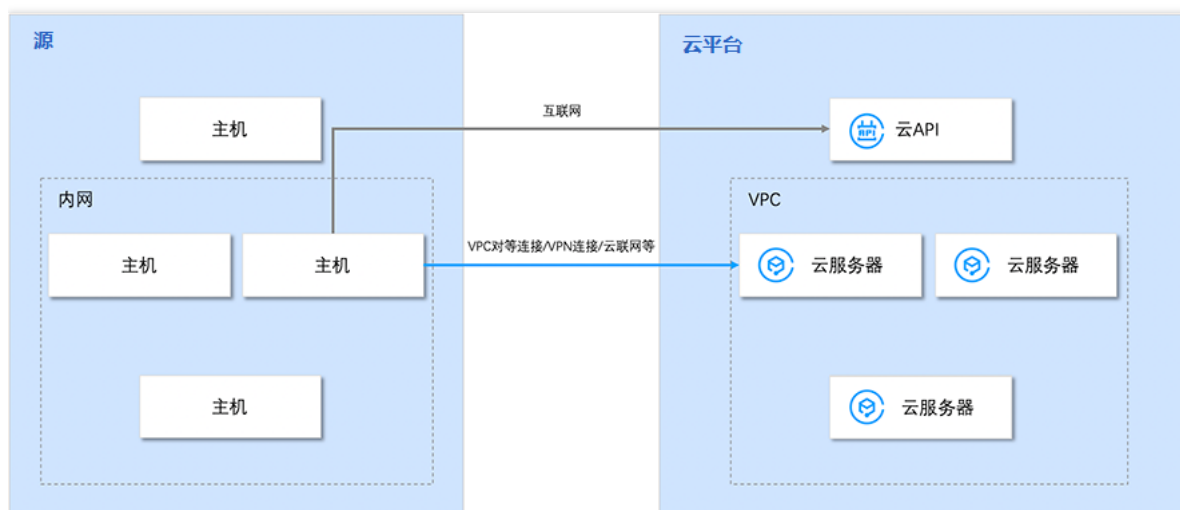 源
云平台
主机
互联网
云API
内网
VPC
主机
主机
VPC对等连接/VPN连接/云联网等
云服务器
云服务器
主机
云服务器